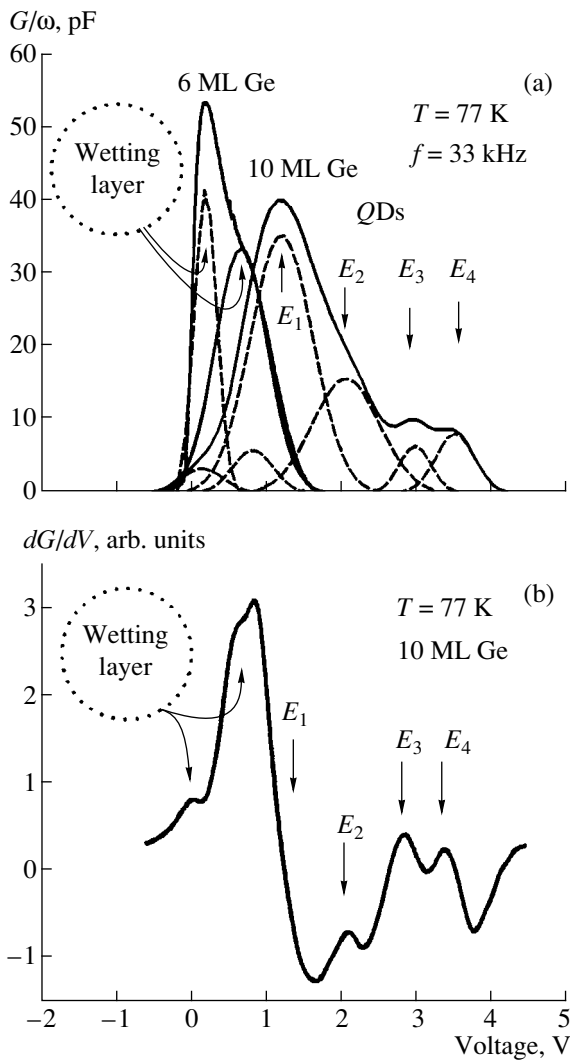 G/ω, pF
60
50
40
30
20
10
0
(a)
6 ML Ge
T = 77 K
f = 33 kHz
Wetting
layer
10 ML Ge
QDs
E₁
E₂
E₃
E₄
dG/dV, arb. units
3
2
1
0
−1
(b)
T = 77 K
10 ML Ge
Wetting
layer
E₁
E₂
E₃
E₄
−2 −1 0 1 2 3 4 5
Voltage, V